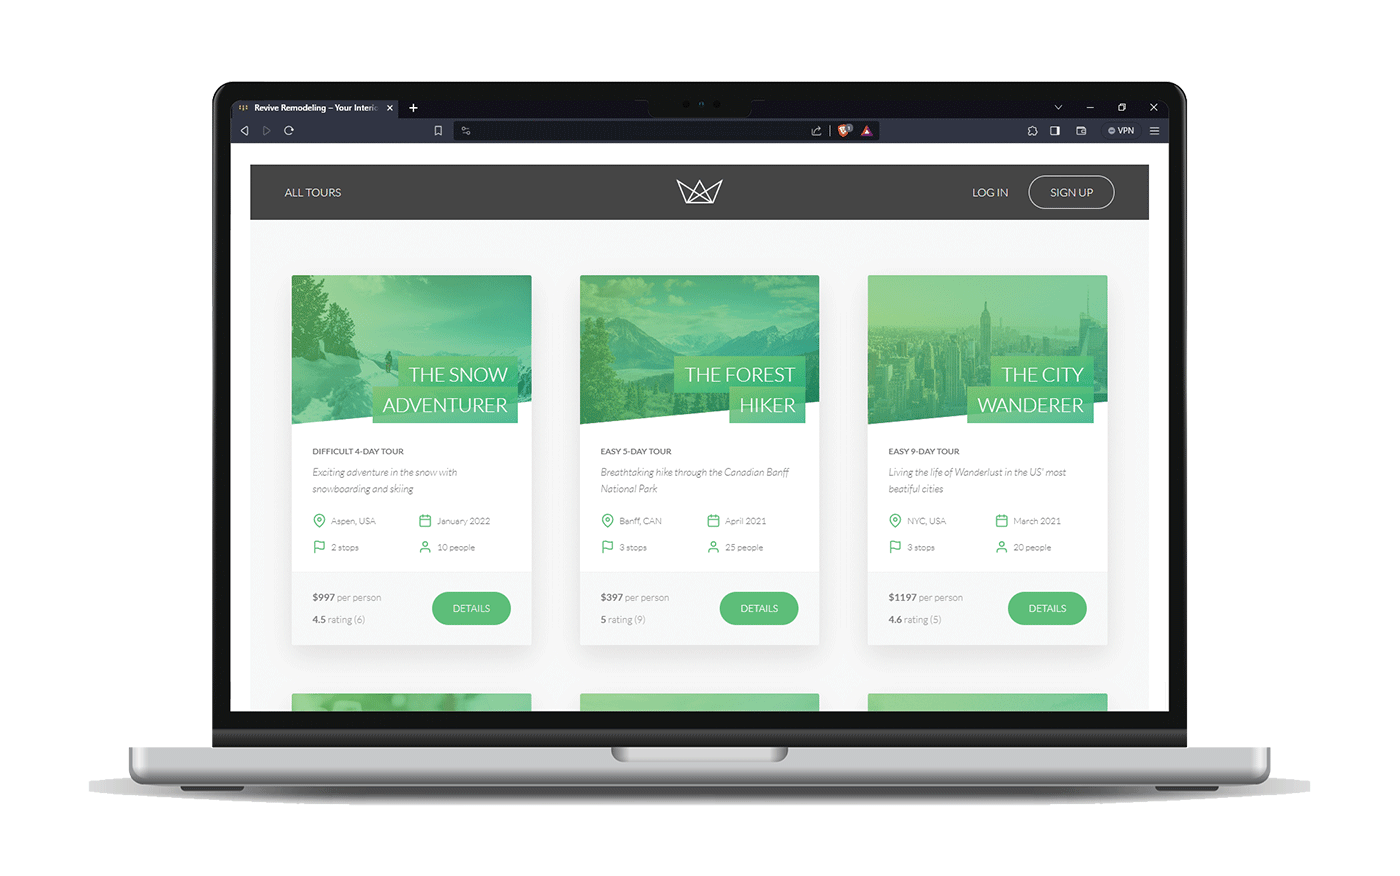 Revive Remodeling – Your Interio
VPN
ALL TOURS
LOG IN
SIGN UP
THE SNOW
ADVENTURER
DIFFICULT 4-DAY TOUR
Exciting adventure in the snow with
snowboarding and skiing
Aspen, USA
January 2022
2 stops
10 people
$997 per person
4.5 rating (6)
DETAILS
THE FOREST
HIKER
EASY 5-DAY TOUR
Breathtaking hike through the Canadian Banff
National Park
Banff, CAN
April 2021
3 stops
25 people
$397 per person
5 rating (9)
DETAILS
THE CITY
WANDERER
EASY 9-DAY TOUR
Living the life of Wanderlust in the US' most
beatiful cities
NYC, USA
March 2021
3 stops
20 people
$1197 per person
4.6 rating (5)
DETAILS